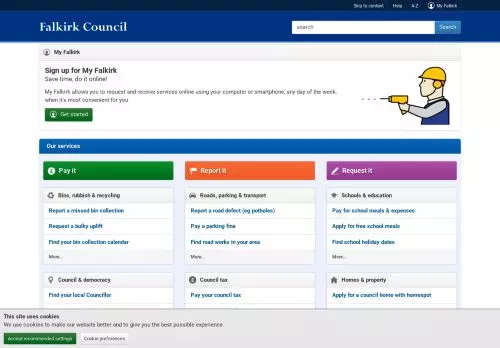 Skip to content Help A-Z My Falkirk
Falkirk Council
search Search
My Falkirk
Sign up for My Falkirk
Save time, do it online!
My Falkirk allows you to request and receive services online using your computer or smartphone, any day of the week,
when it's most convenient for you
Get started
Our services
Pay it Report it Request it
Bins, rubbish & recycling Roads, parking & transport Schools & education
Report a missed bin collection Report a road defect (eg potholes) Pay for school meals & expenses
Request a bulky uplift Pay a parking fine Apply for free school meals
Find your bin collection calendar Find road works in your area Find school holiday dates
More... More... More...
Council & democracy Council tax Homes & property
Find your local Councillor Pay your council tax Apply for a council home with homespot
This site uses cookies
We use cookies to make our website better and to give you the best possible experience.
Accept recommended settings Cookie preferences